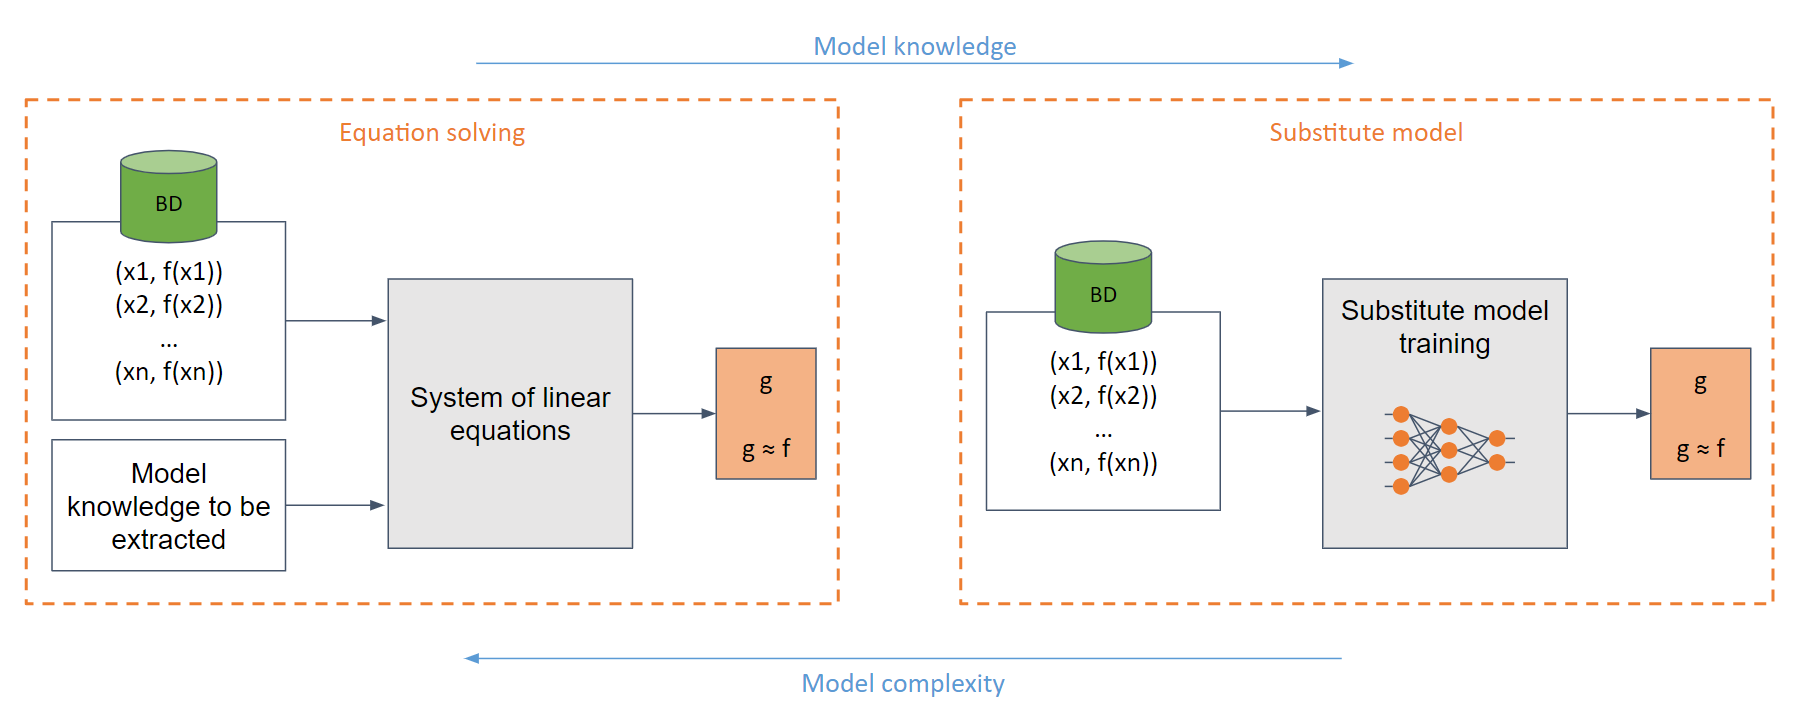 Model knowledge
Equation solving
BD
(x1, f(x1))
(x2, f(x2))
...
(xn, f(xn))
Model
knowledge to be
extracted
System of linear
equations
g
g ≈ f
Substitute model
BD
(x1, f(x1))
(x2, f(x2))
...
(xn, f(xn))
Substitute model
training
g
g ≈ f
Model complexity